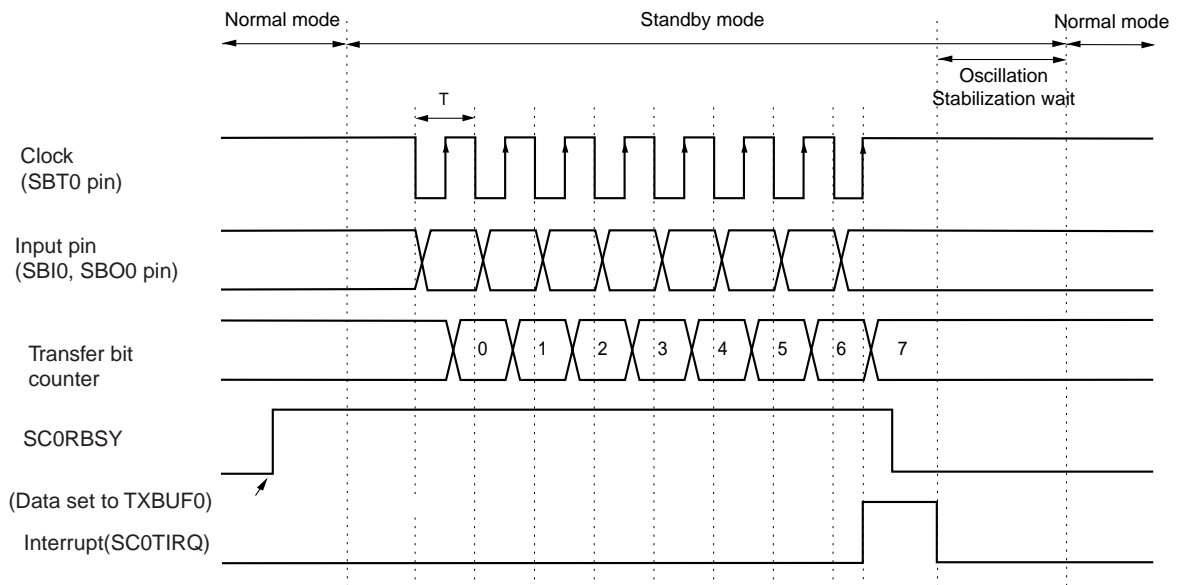 Normal mode
Standby mode
Normal mode
Oscillation
Stabilization wait
T
Clock
(SBT0 pin)
Input pin
(SBI0, SBO0 pin)
Transfer bit
counter
0 1 2 3 4 5 6 7
SC0RBSY
(Data set to TXBUF0)
Interrupt(SC0TIRQ)